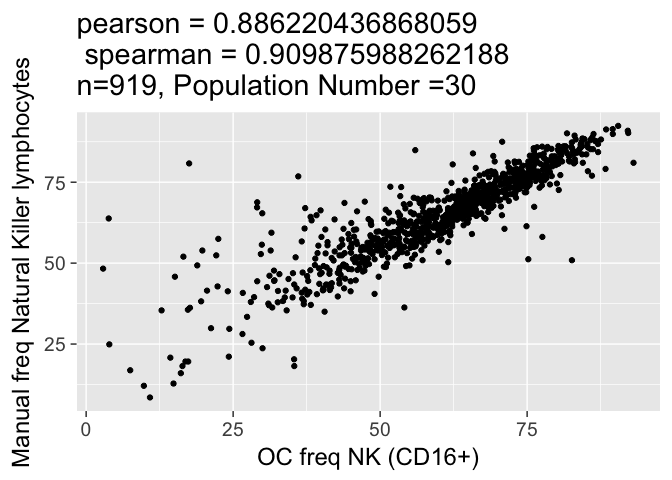 pearson = 0.886220436868059
spearman = 0.909875988262188
n=919, Population Number =30
Manual freq Natural Killer lymphocytes
75
50
25
0
25
50
75
OC freq NK (CD16+)